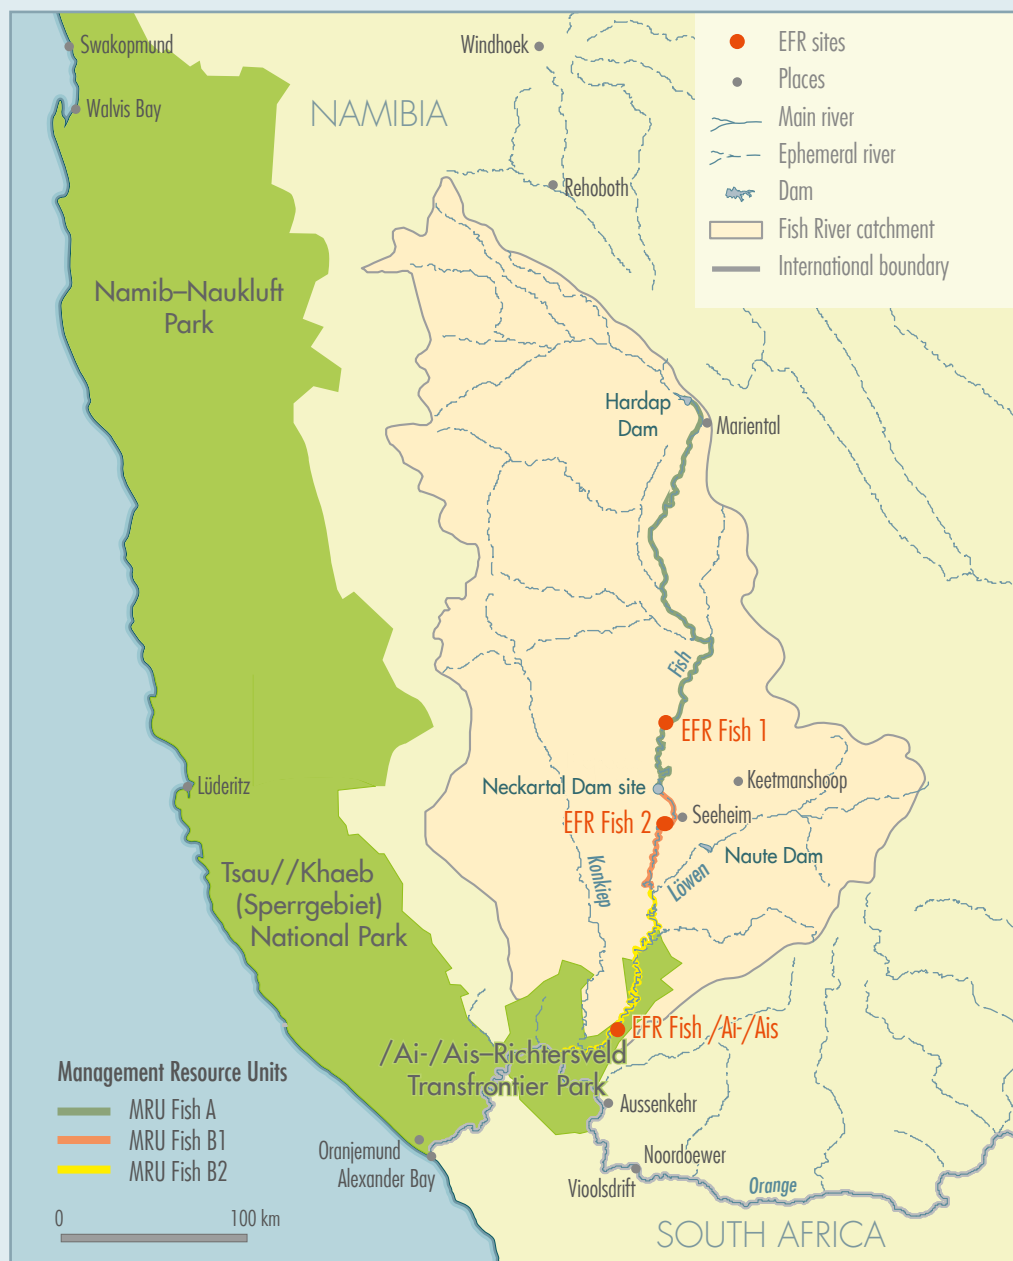 Swakopmund
Windhoek
Walvis Bay
NAMIBIA
Rehoboth
EFR sites
Places
Main river
Ephemeral river
Dam
Fish River catchment
International boundary
Namib–Naukluft
Park
Hardap
Dam
Mariental
Fish
EFR Fish 1
Neckartal Dam site
Keetmanshoop
Lüderitz
EFR Fish 2
Seeheim
Naute Dam
Löwen
Konkiep
Tsau//Khaeb
(Sperrgebiet)
National Park
EFR Fish /Ai-/Ais
/Ai-/Ais–Richtersveld
Transfrontier Park
Aussenkehr
Management Resource Units
MRU Fish A
MRU Fish B1
MRU Fish B2
Oranjemund
Alexander Bay
Noordoewer
Vioolsdrift
Orange
SOUTH AFRICA
0
100 km